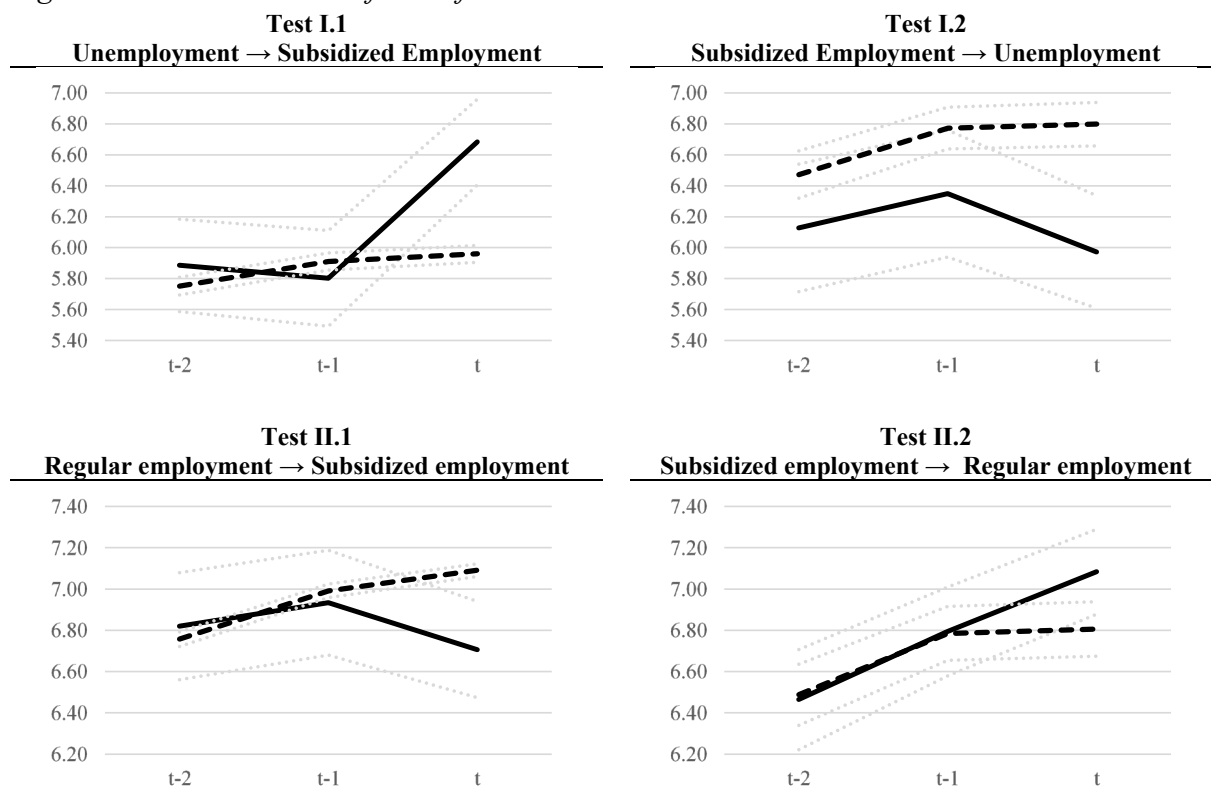 Test I.1
Unemployment → Subsidized Employment
7.00
6.80
6.60
6.40
6.20
6.00
5.80
5.60
5.40
t-2 t-1 t
Test I.2
Subsidized Employment → Unemployment
7.00
6.80
6.60
6.40
6.20
6.00
5.80
5.60
5.40
t-2 t-1 t
Test II.1
Regular employment → Subsidized employment
7.40
7.20
7.00
6.80
6.60
6.40
6.20
t-2 t-1 t
Test II.2
Subsidized employment → Regular employment
7.40
7.20
7.00
6.80
6.60
6.40
6.20
t-2 t-1 t